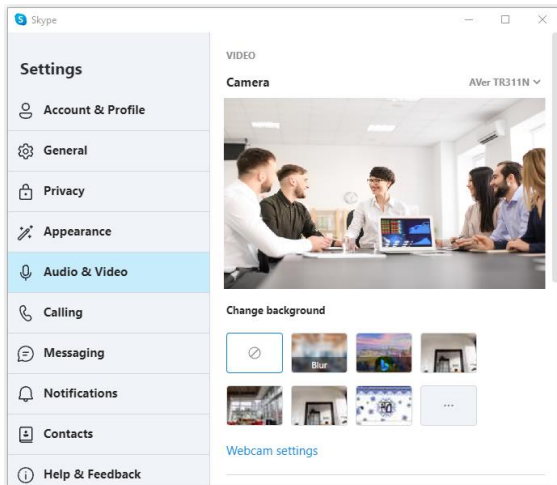 Skype
Settings
Account & Profile
General
Privacy
Appearance
Audio & Video
Calling
Messaging
Notifications
Contacts
Help & Feedback
VIDEO
Camera
AVer TR311N
Change background
Blur
...
Webcam settings